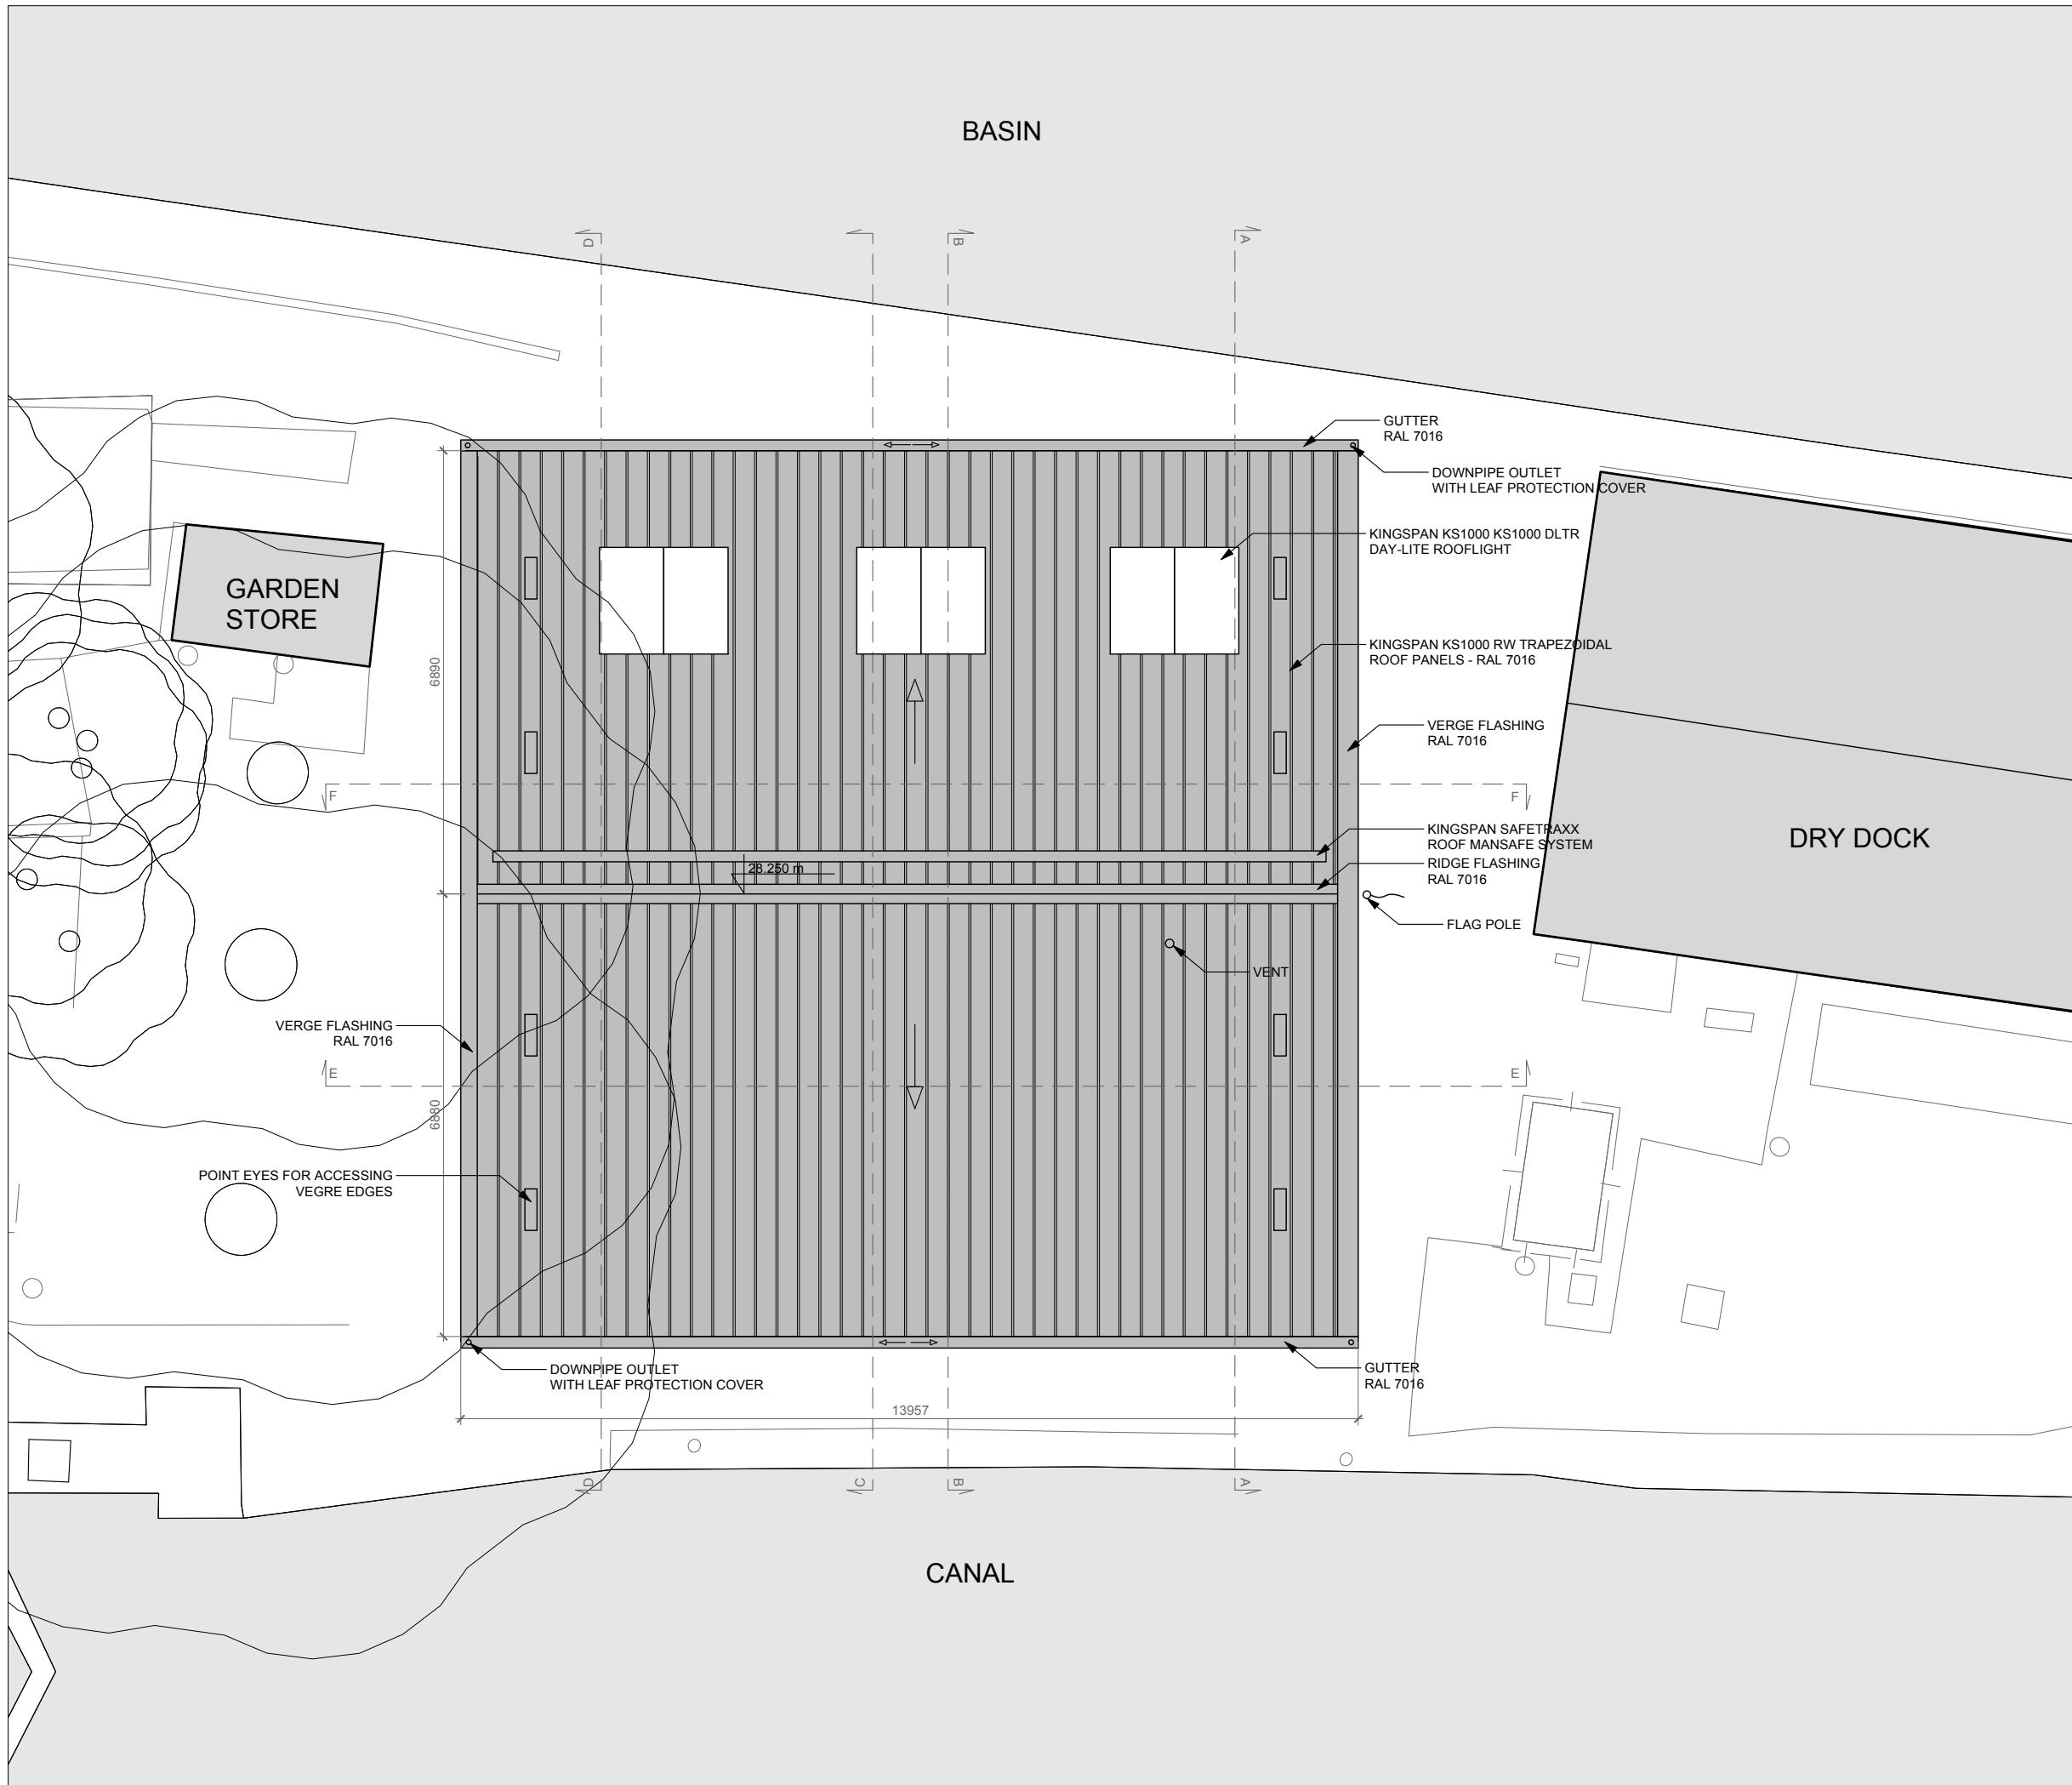 BASIN
D
B
A
GUTTER
RAL 7016
DOWNPIPE OUTLET
WITH LEAF PROTECTION COVER
KINGSPAN KS1000 KS1000 DLTR
DAY-LITE ROOFLIGHT
GARDEN
STORE
KINGSPAN KS1000 RW TRAPEZOIDAL
ROOF PANELS - RAL 7016
6890
VERGE FLASHING
RAL 7016
F
F
KINGSPAN SAFETRAXX
ROOF MANSAFE SYSTEM
DRY DOCK
28.250 m
RIDGE FLASHING
RAL 7016
FLAG POLE
VENT
VERGE FLASHING
RAL 7016
E
E
6880
POINT EYES FOR ACCESSING
VEGRE EDGES
DOWNPIPE OUTLET
WITH LEAF PROTECTION COVER
GUTTER
RAL 7016
13957
D
C
B
A
CANAL